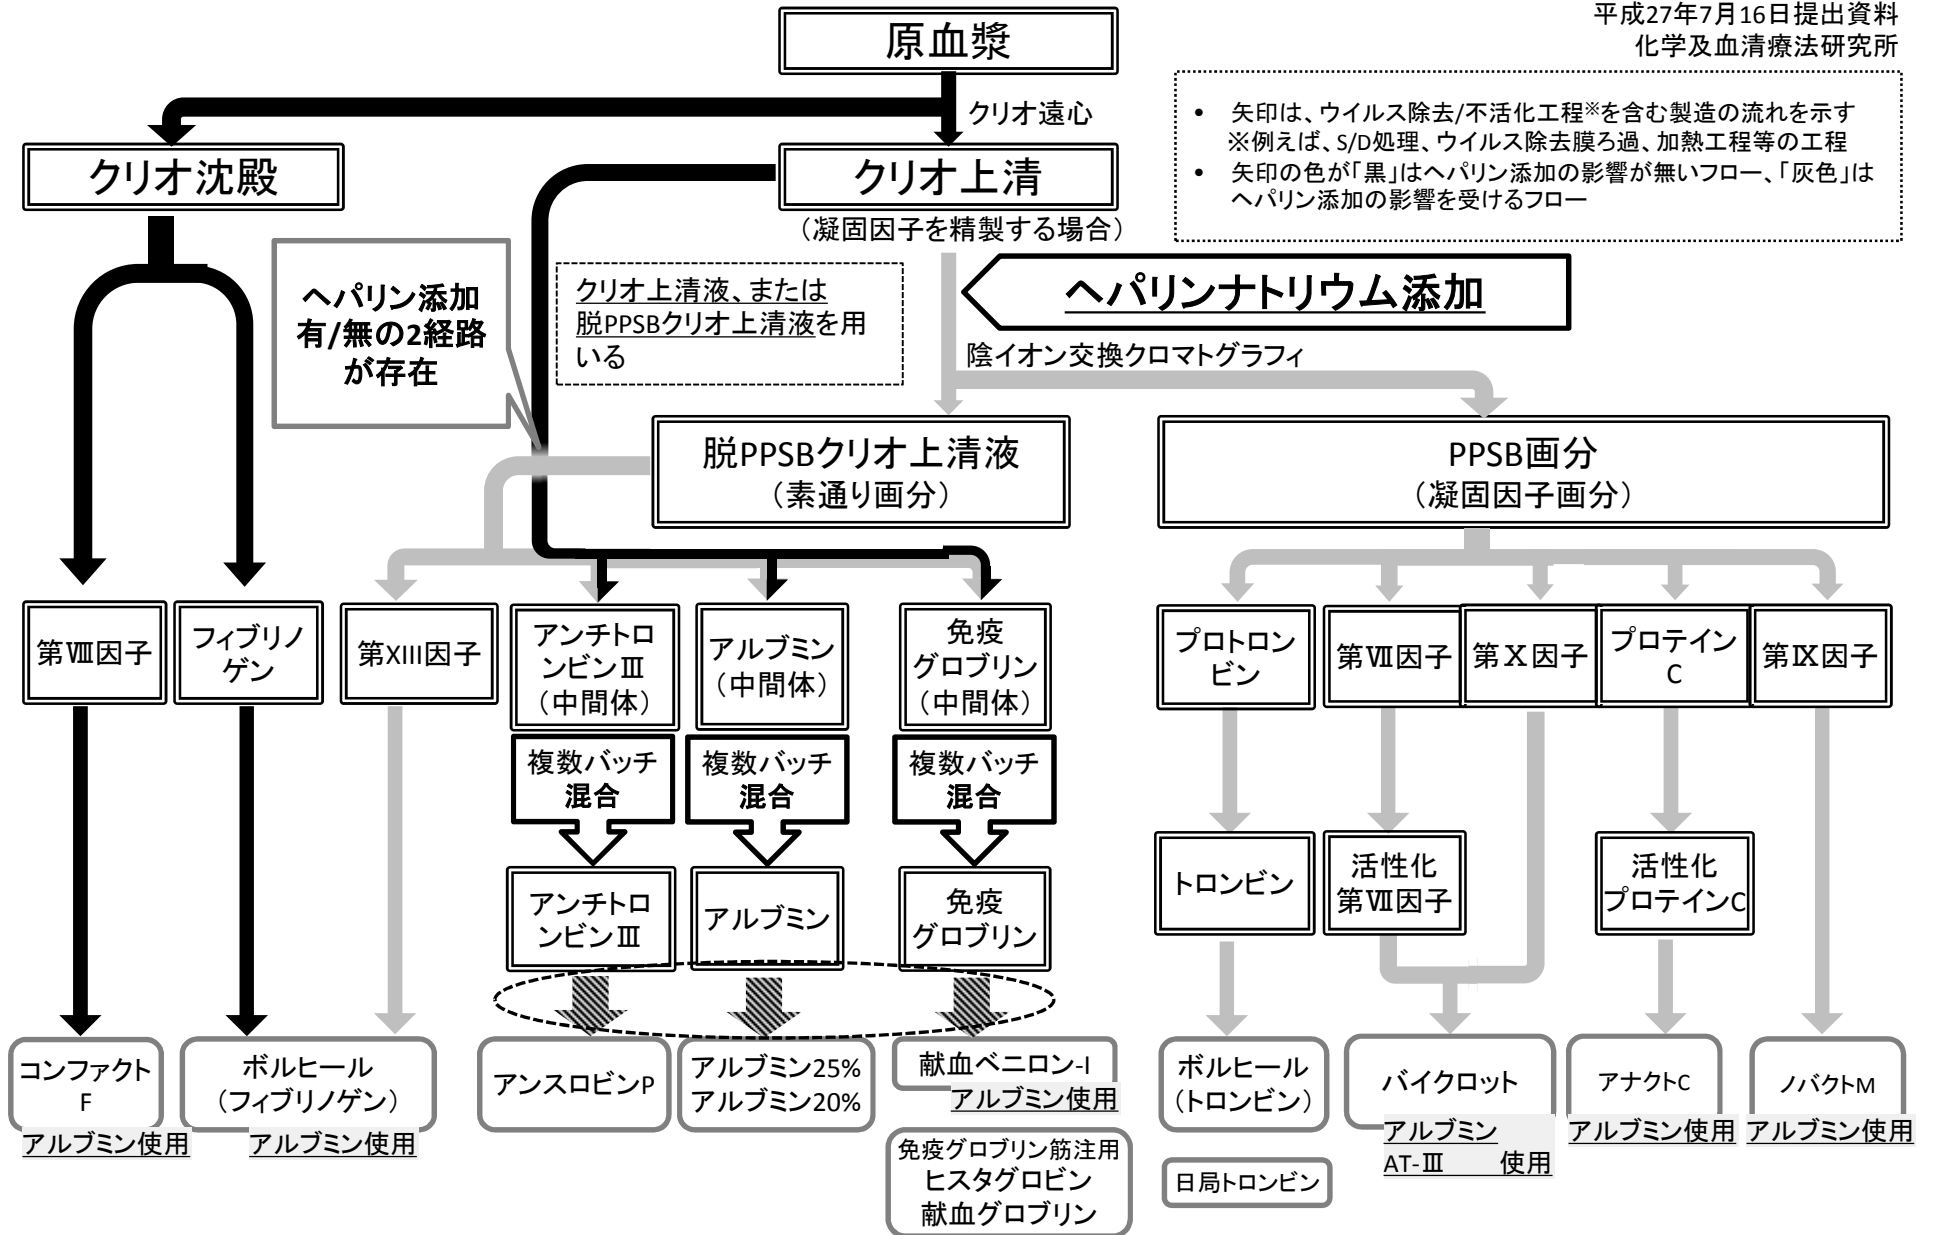 平成27年7月16日提出資料
化学及血清療法研究所
原血漿
クリオ遠心
• 矢印は、ウイルス除去/不活化工程※を含む製造の流れを示す
※例えば、S/D処理、ウイルス除去膜ろ過、加熱工程等の工程
• 矢印の色が「黒」はヘパリン添加の影響が無いフロー、「灰色」は
ヘパリン添加の影響を受けるフロー
クリオ沈殿
クリオ上清
（凝固因子を精製する場合）
ヘパリン添加
有/無の2経路
が存在
クリオ上清液、または
脱PPSBクリオ上清液を用
いる
ヘパリンナトリウム添加
陰イオン交換クロマトグラフィ
脱PPSBクリオ上清液
（素通り画分）
PPSB画分
（凝固因子画分）
第Ⅷ因子
フィブリノ
ゲン
第XIII因子
アンチトロ
ンビンⅢ
（中間体）
アルブミン
（中間体）
免疫
グロブリン
（中間体）
プロトロン
ビン
第Ⅶ因子
第Ⅹ因子
プロテイン
C
第Ⅸ因子
複数バッチ
混合
複数バッチ
混合
複数バッチ
混合
アンチトロ
ンビンⅢ
アルブミン
免疫
グロブリン
トロンビン
活性化
第Ⅶ因子
活性化
プロテインC
コンファクト
F
アルブミン使用
ボルヒール
（フィブリノゲン）
アルブミン使用
アンスロビンP
アルブミン25%
アルブミン20%
献血ベニロン-I
アルブミン使用
免疫グロブリン筋注用
ヒスタグロビン
献血グロブリン
ボルヒール
（トロンビン）
日局トロンビン
バイクロット
アルブミン
AT-Ⅲ 使用
アナクトC
アルブミン使用
ノバクトM
アルブミン使用